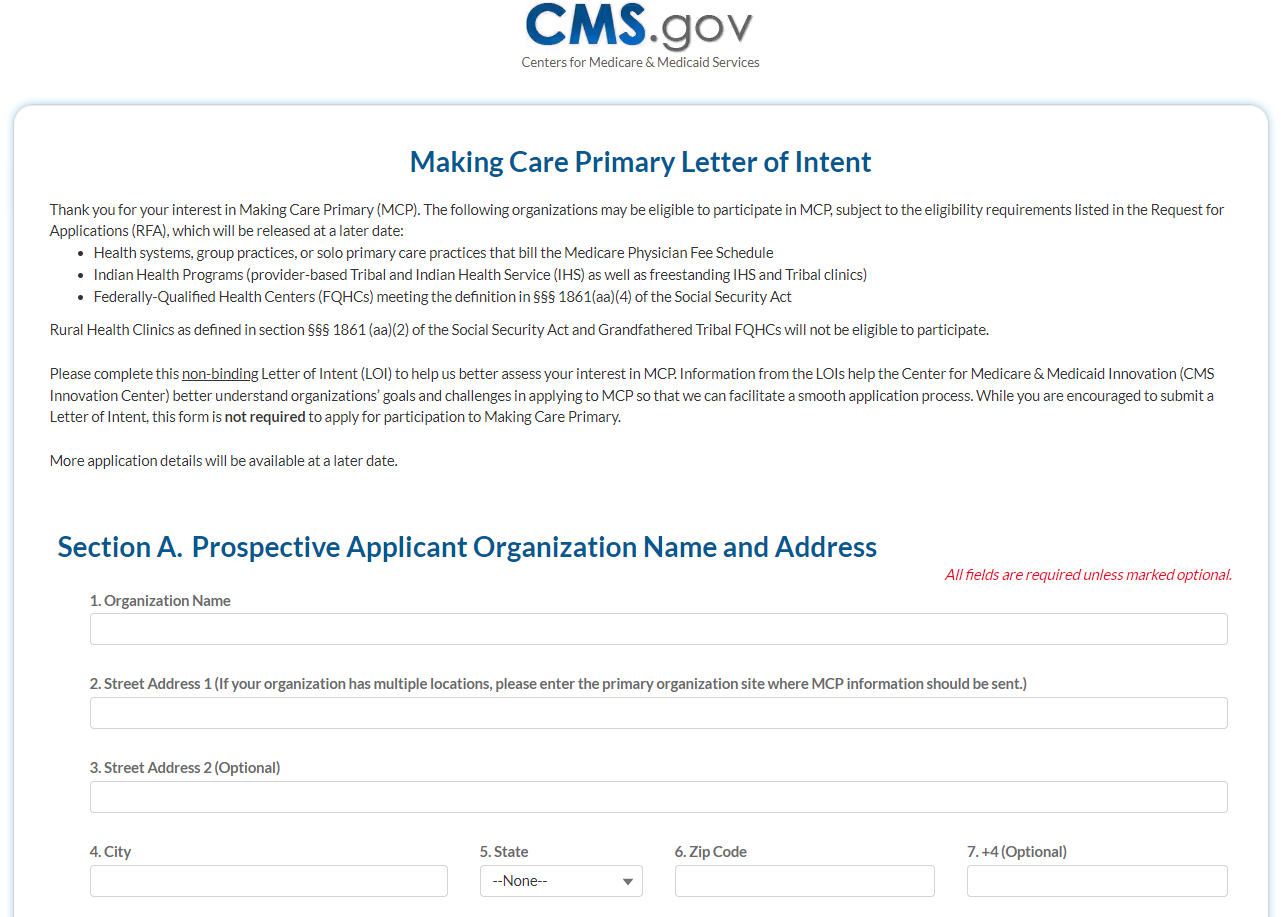 CMS.gov
Centers for Medicare & Medicaid Services
Making Care Primary Letter of Intent
Thank you for your interest in Making Care Primary (MCP). The following organizations may be eligible to participate in MCP, subject to the eligibility requirements listed in the Request for
Applications (RFA), which will be released at a later date:
• Health systems, group practices, or solo primary care practices that bill the Medicare Physician Fee Schedule
• Indian Health Programs (provider-based Tribal and Indian Health Service (IHS) as well as freestanding IHS and Tribal clinics)
• Federally-Qualified Health Centers (FQHCs) meeting the definition in §§§ 1861(aa)(4) of the Social Security Act
Rural Health Clinics as defined in section §§§ 1861 (aa)(2) of the Social Security Act and Grandfathered Tribal FQHCs will not be eligible to participate.
Please complete this non-binding Letter of Intent (LOI) to help us better assess your interest in MCP. Information from the LOIs help the Center for Medicare & Medicaid Innovation (CMS
Innovation Center) better understand organizations' goals and challenges in applying to MCP so that we can facilitate a smooth application process. While you are encouraged to submit a
Letter of Intent, this form is not required to apply for participation to Making Care Primary.
More application details will be available at a later date.
Section A. Prospective Applicant Organization Name and Address
All fields are required unless marked optional.
1. Organization Name
2. Street Address 1 (If your organization has multiple locations, please enter the primary organization site where MCP information should be sent.)
3. Street Address 2 (Optional)
4. City 5. State 6. Zip Code 7. +4 (Optional)
--None--